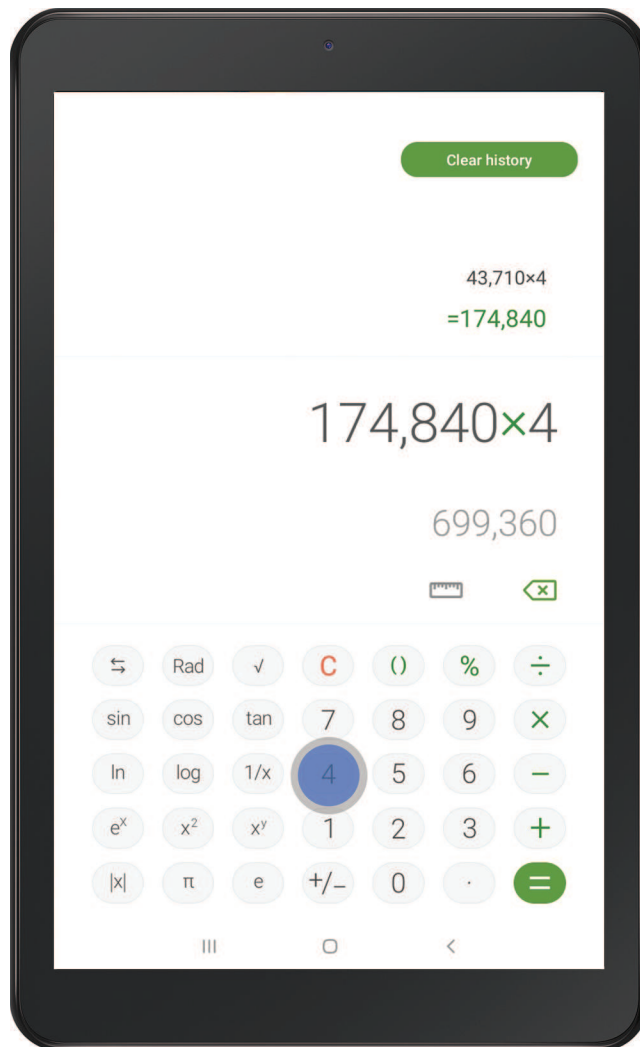 Clear history
43,710×4
=174,840
174,840×4
699,360
⇆ Rad √ C () % ÷
sin cos tan 7 8 9 ×
ln log 1/x 4 5 6 −
eˣ x² xʸ 1 2 3 +
|x| π e +/− 0 . =